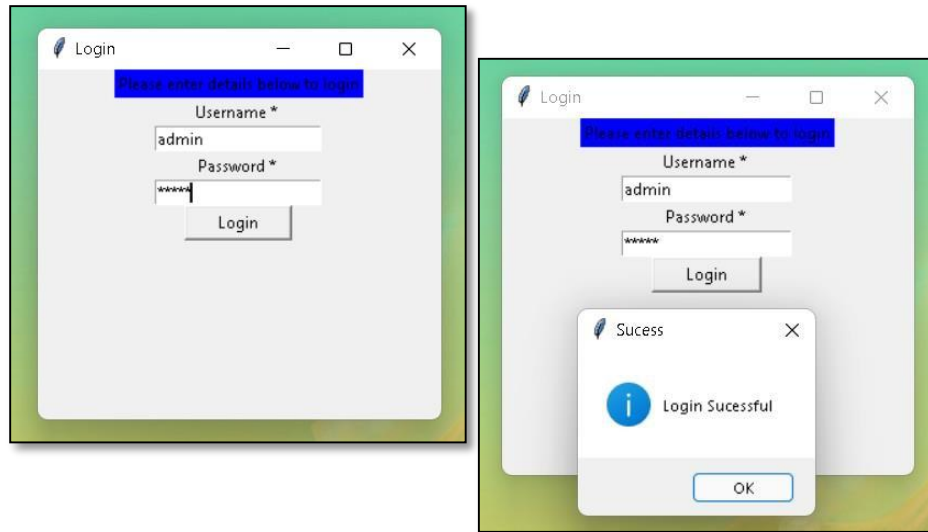 Login
Please enter details below to login
Username *
admin
Password *
*****
Login
Login
Please enter details below to login
Username *
admin
Password *
*****
Login
Sucess
Login Sucessful
OK